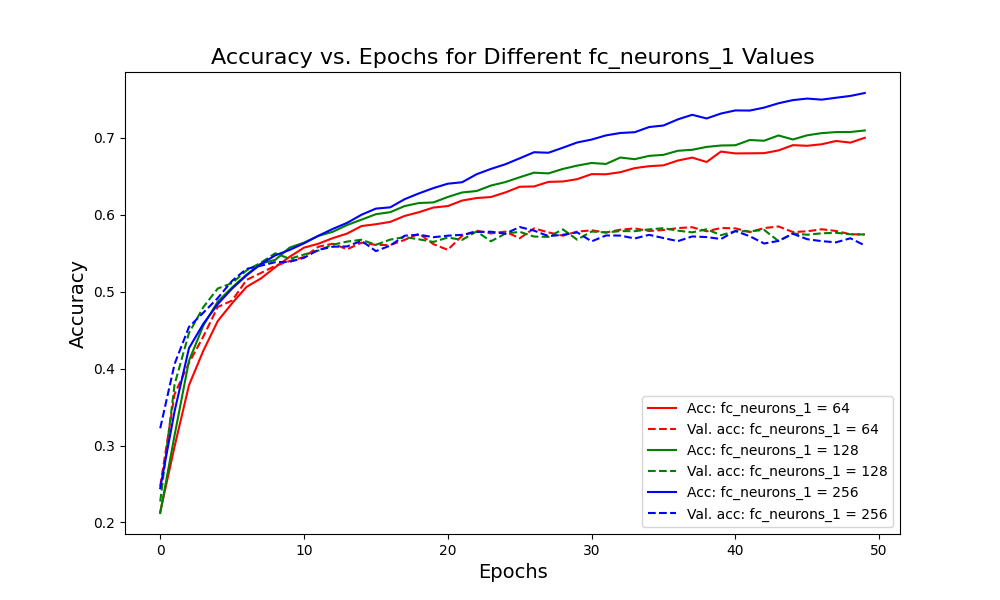 Accuracy vs. Epochs for Different fc_neurons_1 Values
Accuracy
0.7
0.6
0.5
0.4
0.3
0.2
0 10 20 30 40 50
Epochs
Acc: fc_neurons_1 = 64
Val. acc: fc_neurons_1 = 64
Acc: fc_neurons_1 = 128
Val. acc: fc_neurons_1 = 128
Acc: fc_neurons_1 = 256
Val. acc: fc_neurons_1 = 256